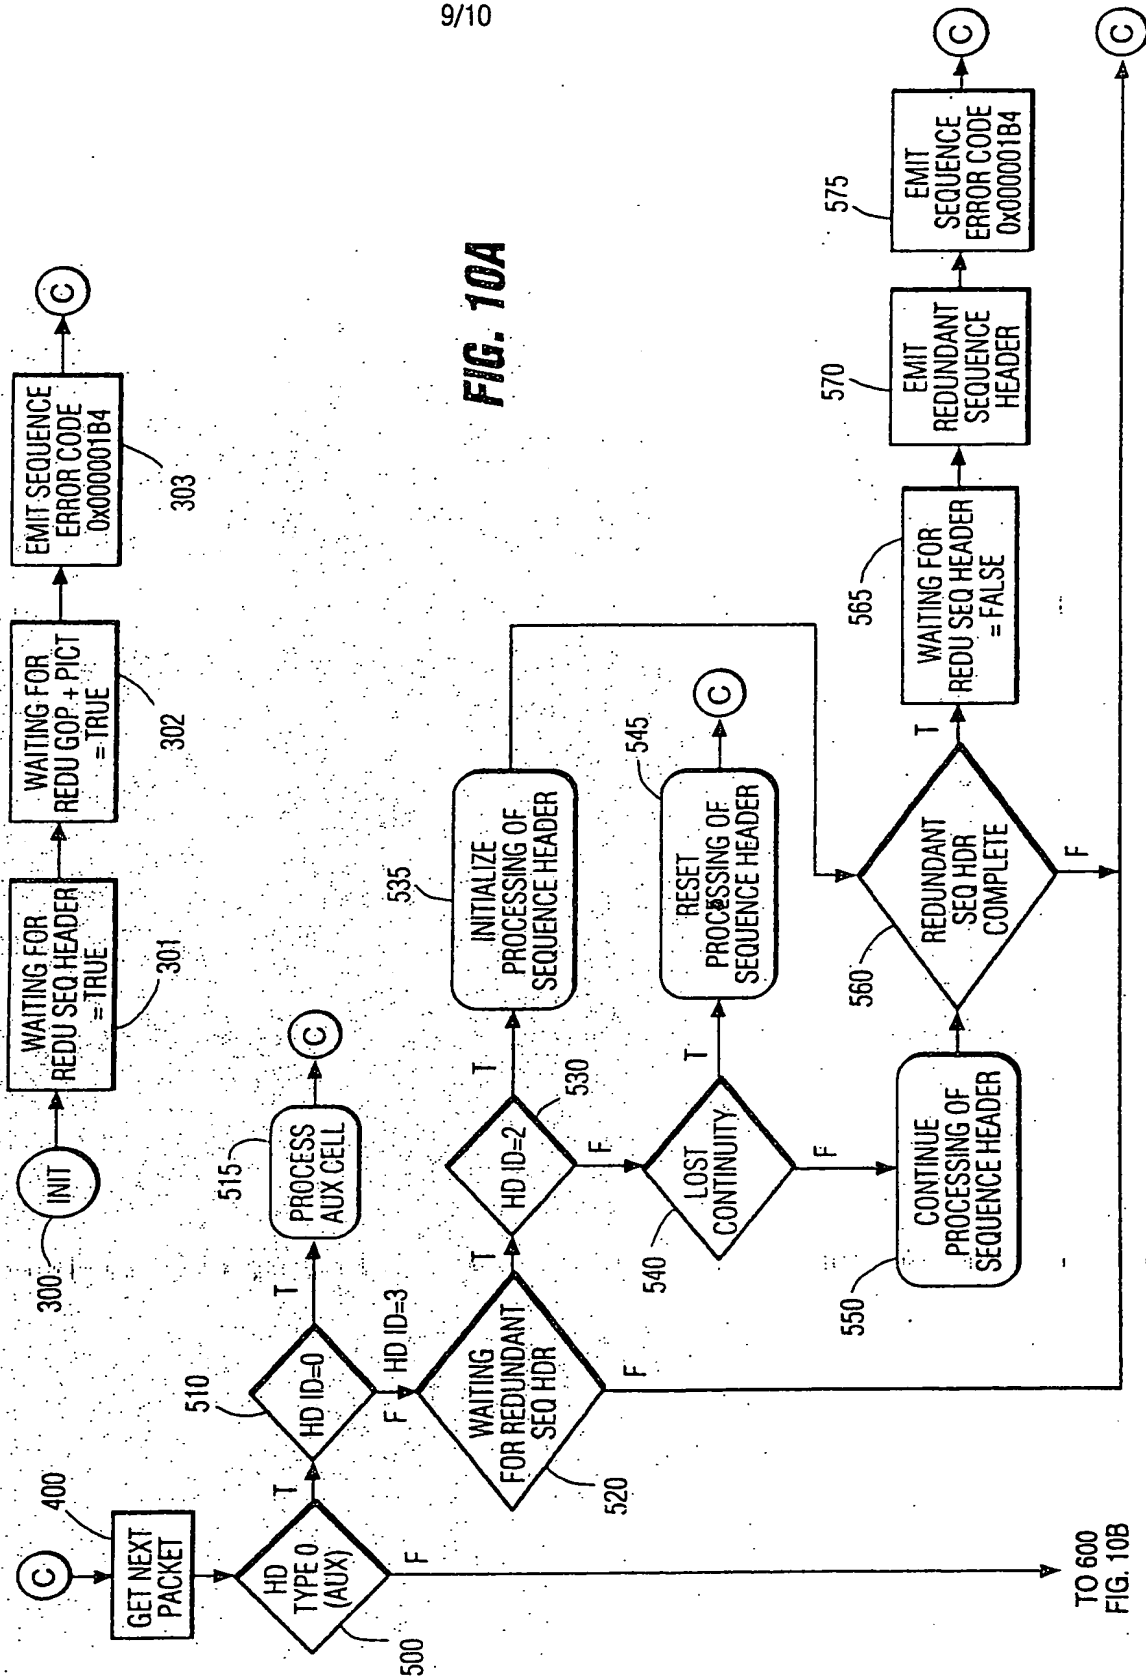 9/10
INIT
300
WAITING FOR
REDU SEQ HEADER
= TRUE
301
WAITING FOR
REDU GOP + PICT
= TRUE
302
EMIT SEQUENCE
ERROR CODE
0x000001B4
303
C
C
GET NEXT
PACKET
400
HD
TYPE 0
(AUX)
500
T
F
HD ID=0
510
T
PROCESS
AUX CELL
515
C
F
HD ID=3
WAITING
FOR REDUNDANT
SEQ HDR
520
T
F
HD ID=2
530
T
F
INITIALIZE
PROCESSING OF
SEQUENCE HEADER
535
LOST
CONTINUITY
540
T
F
RESET
PROCESSING OF
SEQUENCE HEADER
545
C
CONTINUE
PROCESSING OF
SEQUENCE HEADER
550
REDUNDANT
SEQ HDR
COMPLETE
560
T
F
WAITING FOR
REDU SEQ HEADER
= FALSE
565
EMIT
REDUNDANT
SEQUENCE
HEADER
570
EMIT
SEQUENCE
ERROR CODE
0x000001B4
575
C
C
TO 600
FIG. 10B
FIG. 10A